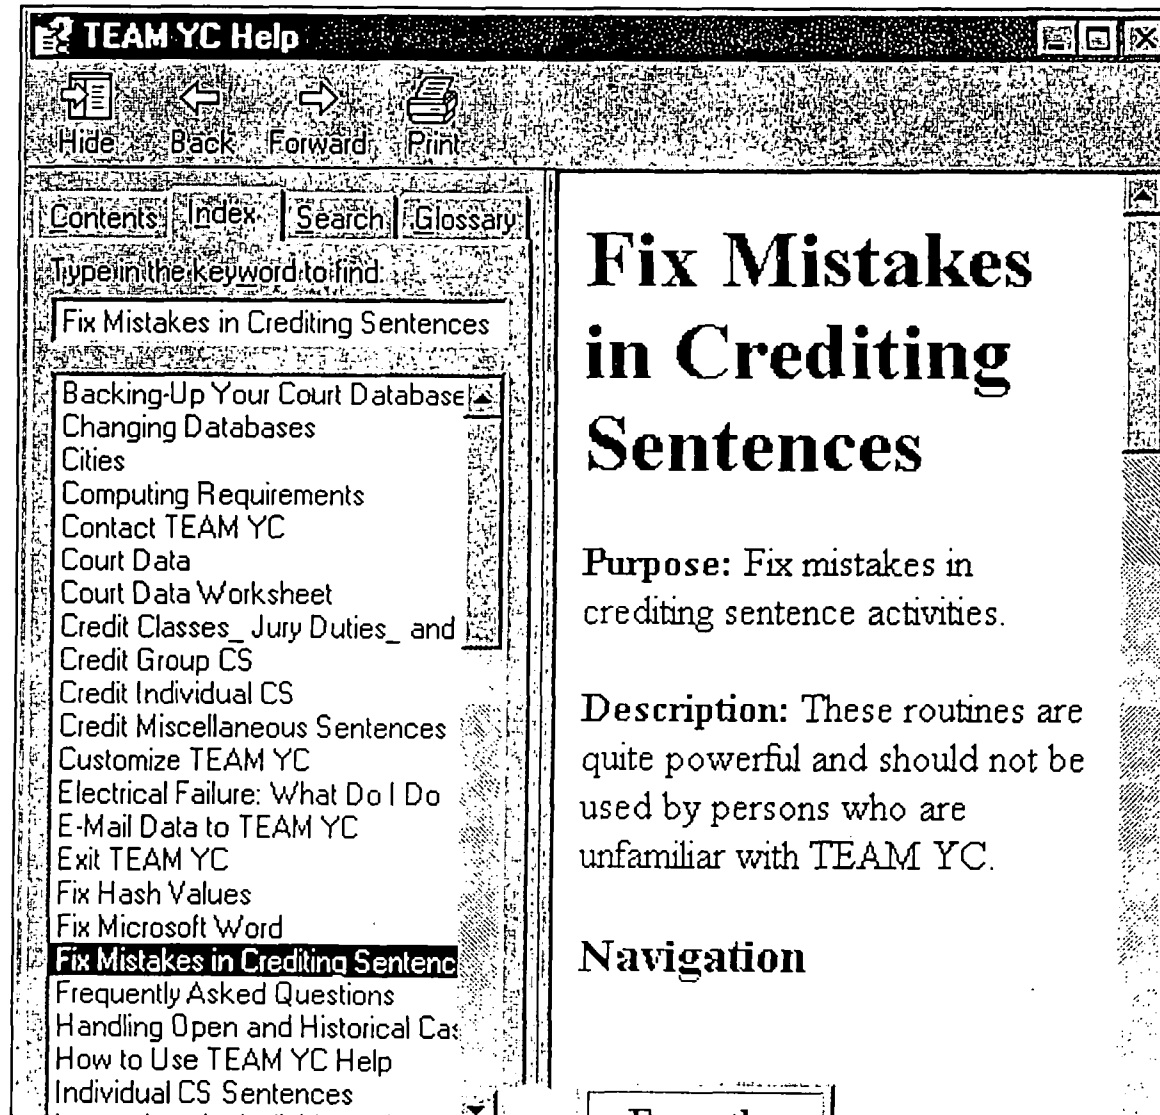 TEAM YC Help
Hide Back Forward Print
Contents Index Search Glossary
Type in the keyword to find:
Fix Mistakes in Crediting Sentences
Backing-Up Your Court Database
Changing Databases
Cities
Computing Requirements
Contact TEAM YC
Court Data
Court Data Worksheet
Credit Classes_ Jury Duties_ and
Credit Group CS
Credit Individual CS
Credit Miscellaneous Sentences
Customize TEAM YC
Electrical Failure: What Do I Do
E-Mail Data to TEAM YC
Exit TEAM YC
Fix Hash Values
Fix Microsoft Word
Fix Mistakes in Crediting Sentenc
Frequently Asked Questions
Handling Open and Historical Cas
How to Use TEAM YC Help
Individual CS Sentences
Fix Mistakes
in Crediting
Sentences
Purpose: Fix mistakes in
crediting sentence activities.
Description: These routines are
quite powerful and should not be
used by persons who are
unfamiliar with TEAM YC.
Navigation